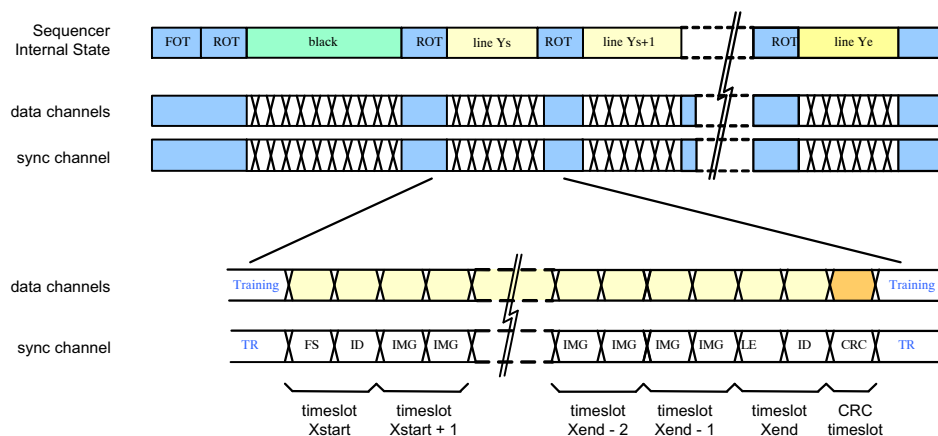 Sequencer
Internal State
FOT ROT black ROT line Ys ROT line Ys+1 ROT line Ye
data channels
sync channel
data channels
Training Training
sync channel
TR FS ID IMG IMG IMG IMG IMG IMG LE ID CRC TR
timeslot timeslot timeslot timeslot timeslot CRC
Xstart Xstart + 1 Xend - 2 Xend - 1 Xend timeslot